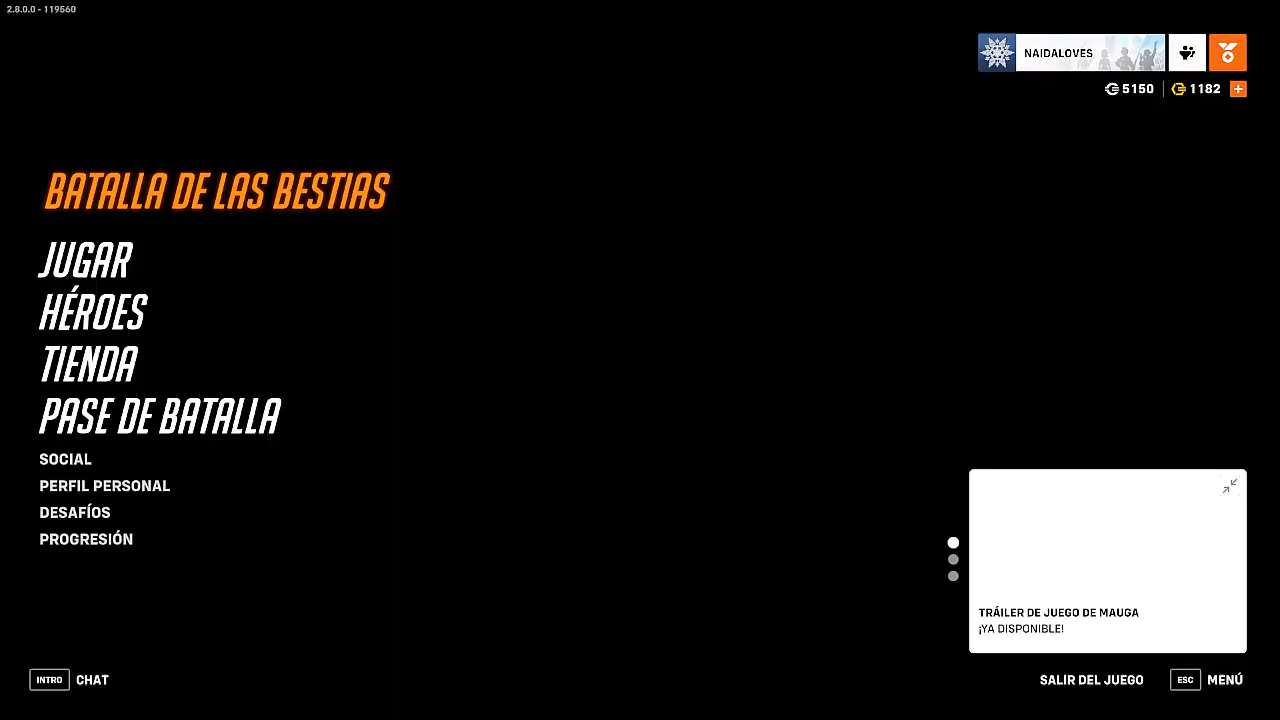 2.8.0.0 - 119560
NAIDALOVES
5150
1182
BATALLA DE LAS BESTIAS
JUGAR
HÉROES
TIENDA
PASE DE BATALLA
SOCIAL
PERFIL PERSONAL
DESAFÍOS
PROGRESIÓN
TRÁILER DE JUEGO DE MAUGA
¡YA DISPONIBLE!
INTRO CHAT
SALIR DEL JUEGO ESC MENÚ